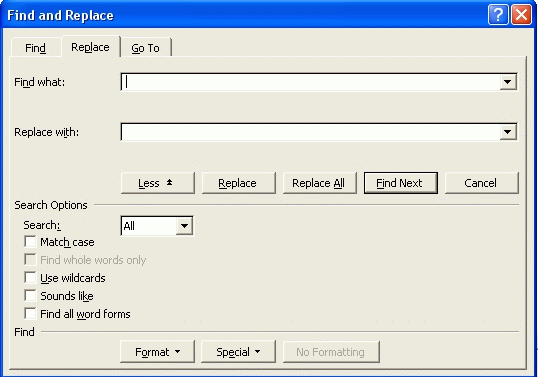 Find and Replace
Find Replace Go To
Find what:
Replace with:
Less Replace Replace All Find Next Cancel
Search Options
Search: All
Match case
Find whole words only
Use wildcards
Sounds like
Find all word forms
Find
Format Special No Formatting